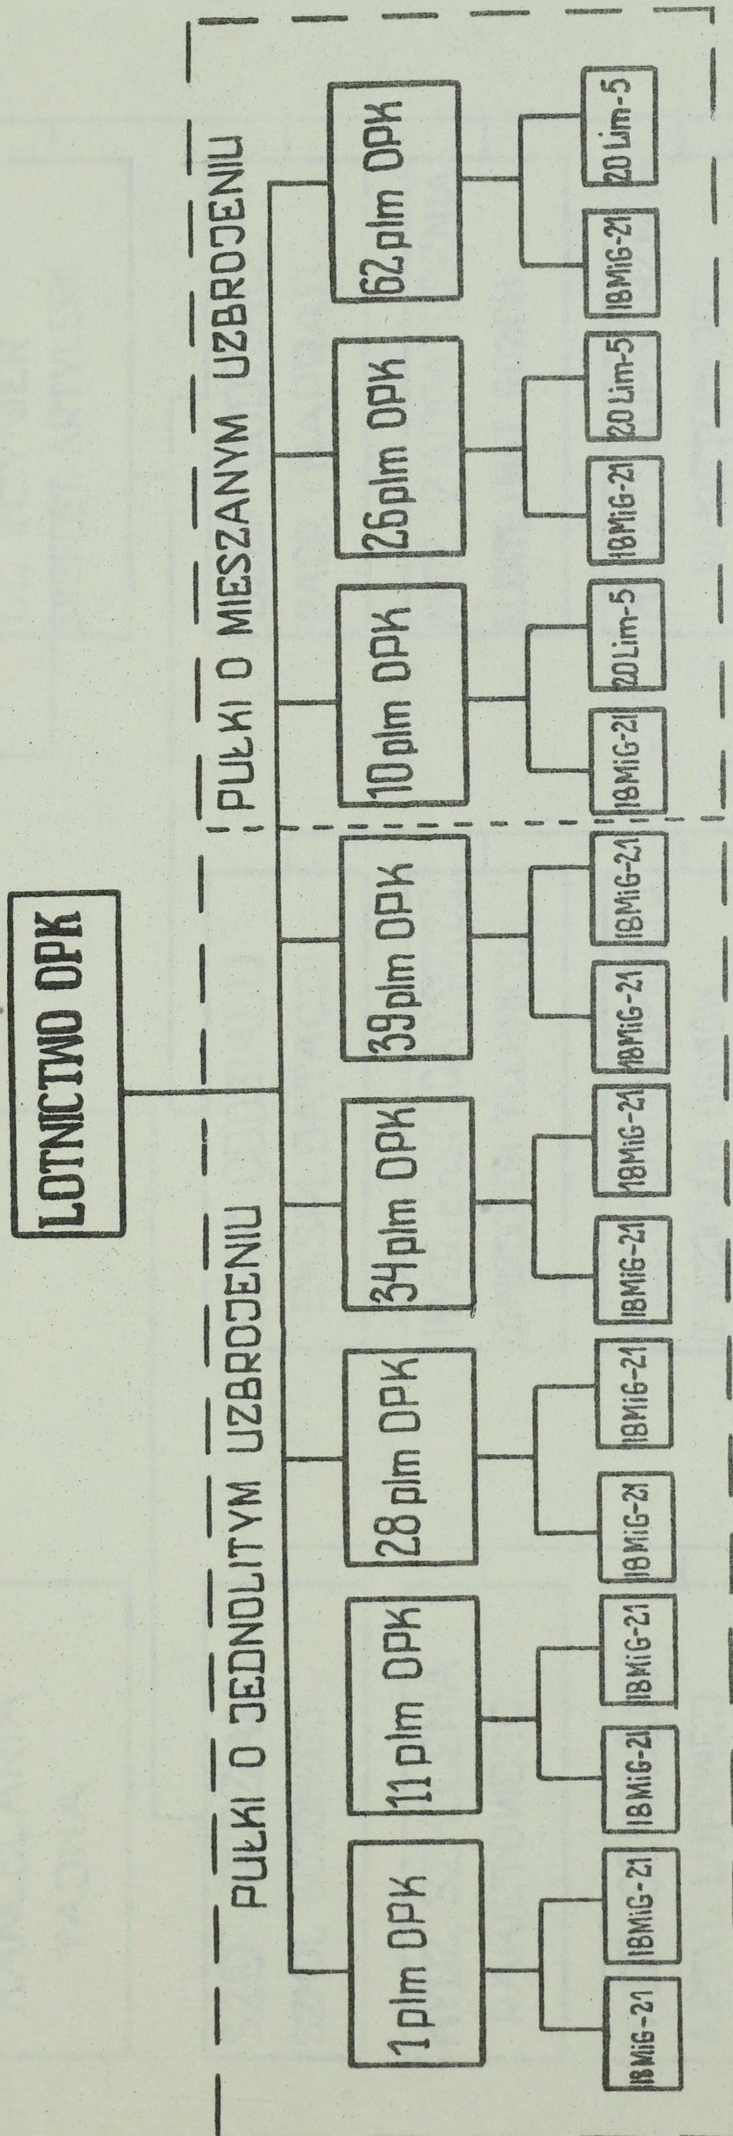 LOTNICTWO OPK
PUŁKI O JEDNOLITYM UZBROJENIU
PUŁKI O MIESZANYM UZBROJENIU
1 plm OPK
11 plm OPK
28 plm OPK
34 plm OPK
39 plm OPK
10 plm OPK
26 plm OPK
62 plm OPK
18 MiG-21
18 MiG-21
18 MiG-21
18 MiG-21
18 MiG-21
18 MiG-21
18 MiG-21
18 MiG-21
18 MiG-21
18 MiG-21
18 MiG-21
20 Lim-5
18 MiG-21
20 Lim-5
18 MiG-21
20 Lim-5